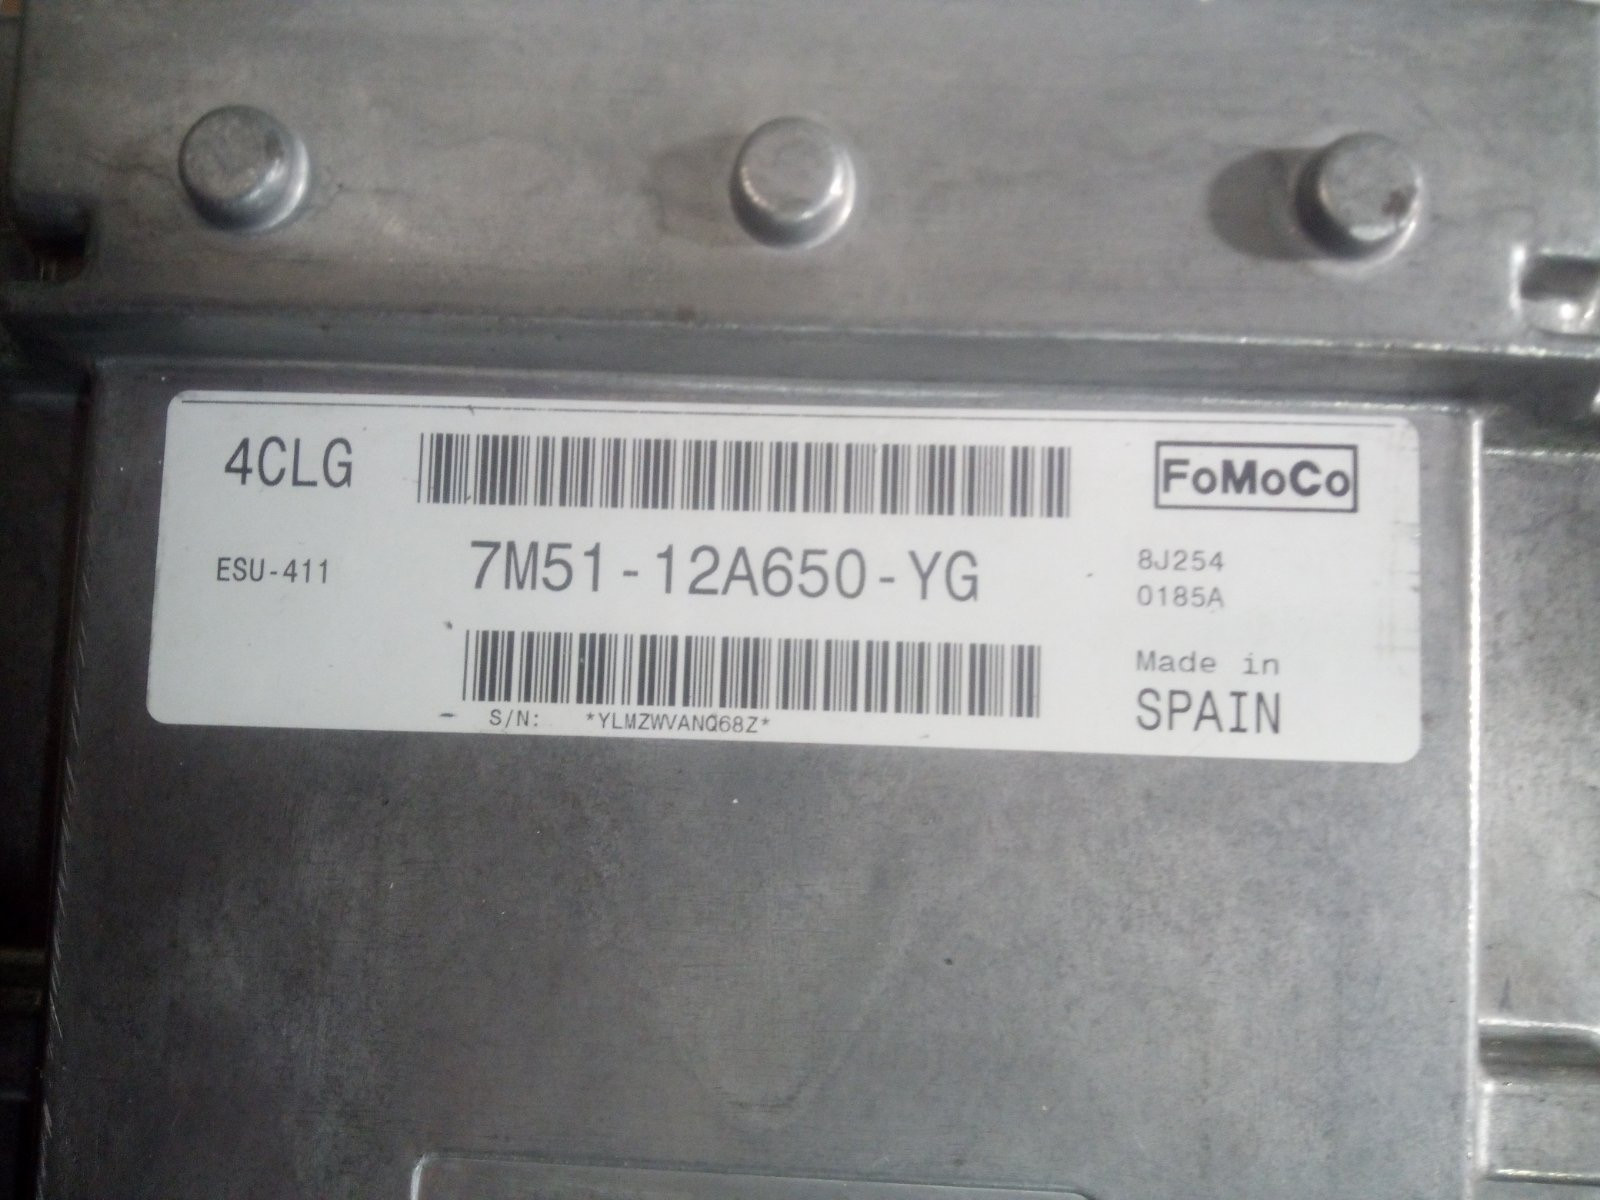 4CLG
FoMoCo
ESU-411
7M51-12A650-YG
8J254
0185A
Made in
SPAIN
S/N: *YLMZWVANQ68Z*